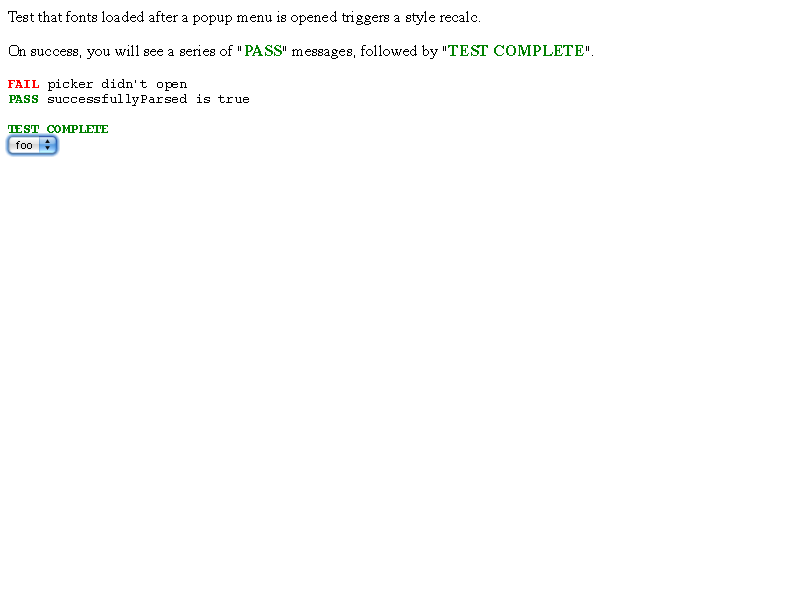 Test that fonts loaded after a popup menu is opened triggers a style recalc.
On success, you will see a series of "PASS" messages, followed by "TEST COMPLETE".
FAIL picker didn't open
PASS successfullyParsed is true
TEST COMPLETE
foo